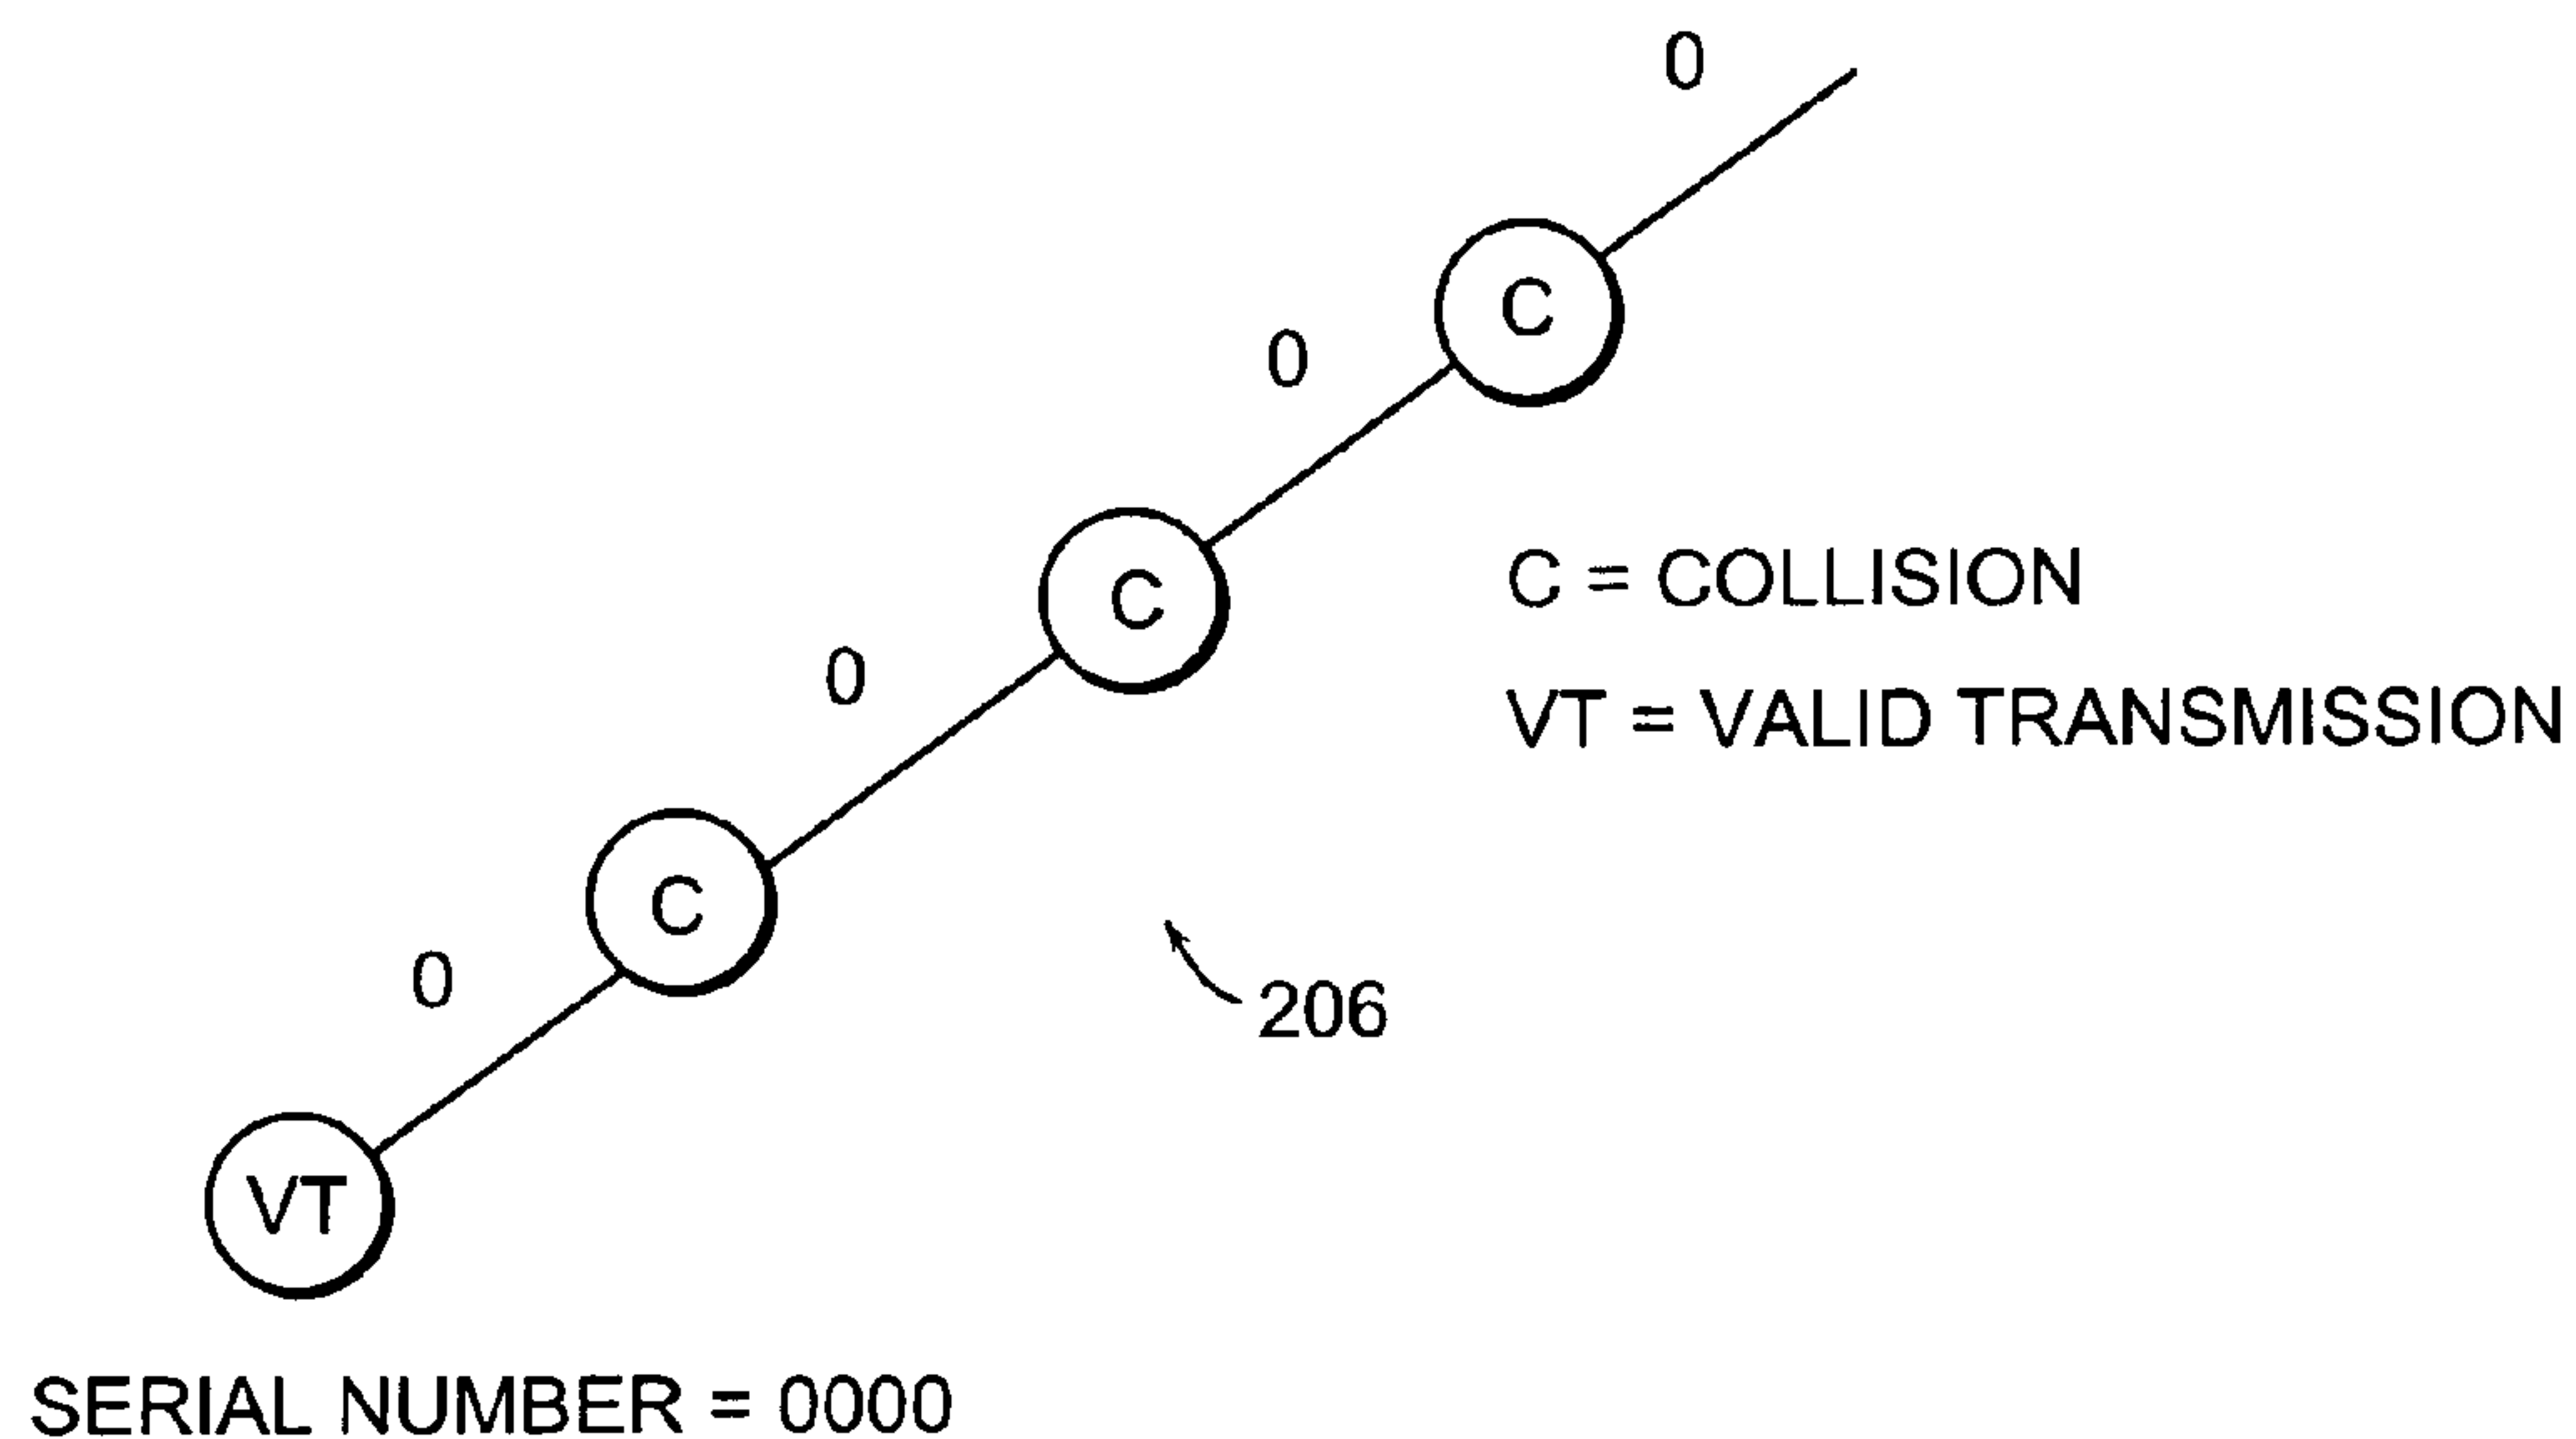 0
C
0
C
C = COLLISION
0
VT = VALID TRANSMISSION
C
0
206
VT
SERIAL NUMBER = 0000